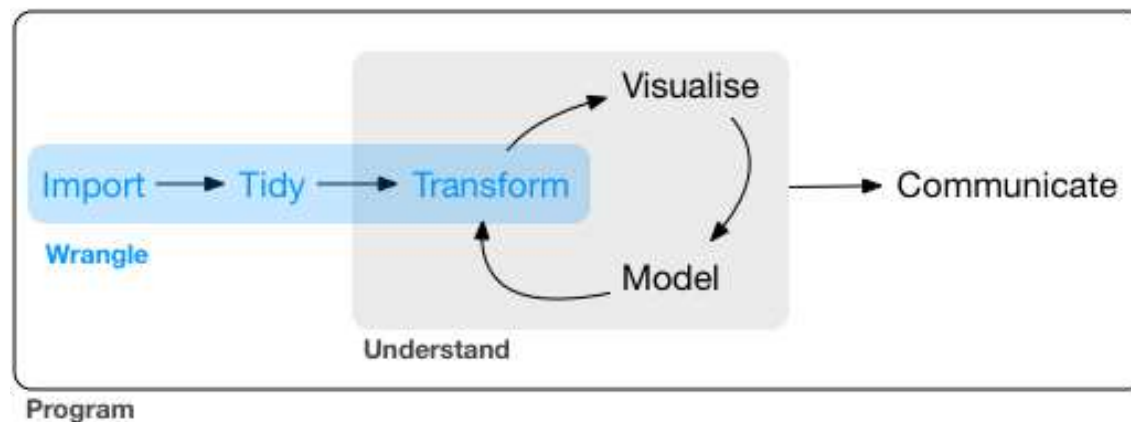 Visualise
Import Tidy Transform Communicate
Wrangle
Model
Understand
Program